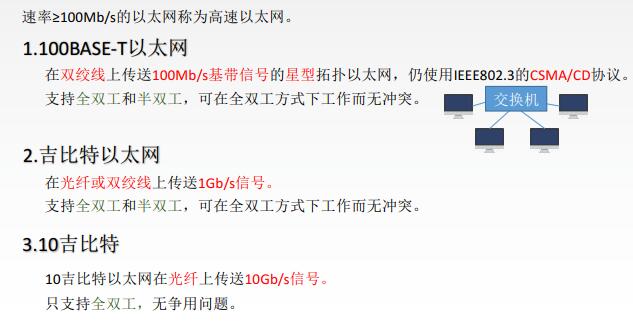 速率≥100Mb/s的以太网称为高速以太网。
1.100BASE-T以太网
在双绞线上传送100Mb/s基带信号的星型拓扑以太网，仍使用IEEE802.3的CSMA/CD协议。
支持全双工和半双工，可在全双工方式下工作而无冲突。
交换机
2.吉比特以太网
在光纤或双绞线上传送1Gb/s信号。
支持全双工和半双工，可在全双工方式下工作而无冲突。
3.10吉比特
10吉比特以太网在光纤上传送10Gb/s信号。
只支持全双工，无争用问题。